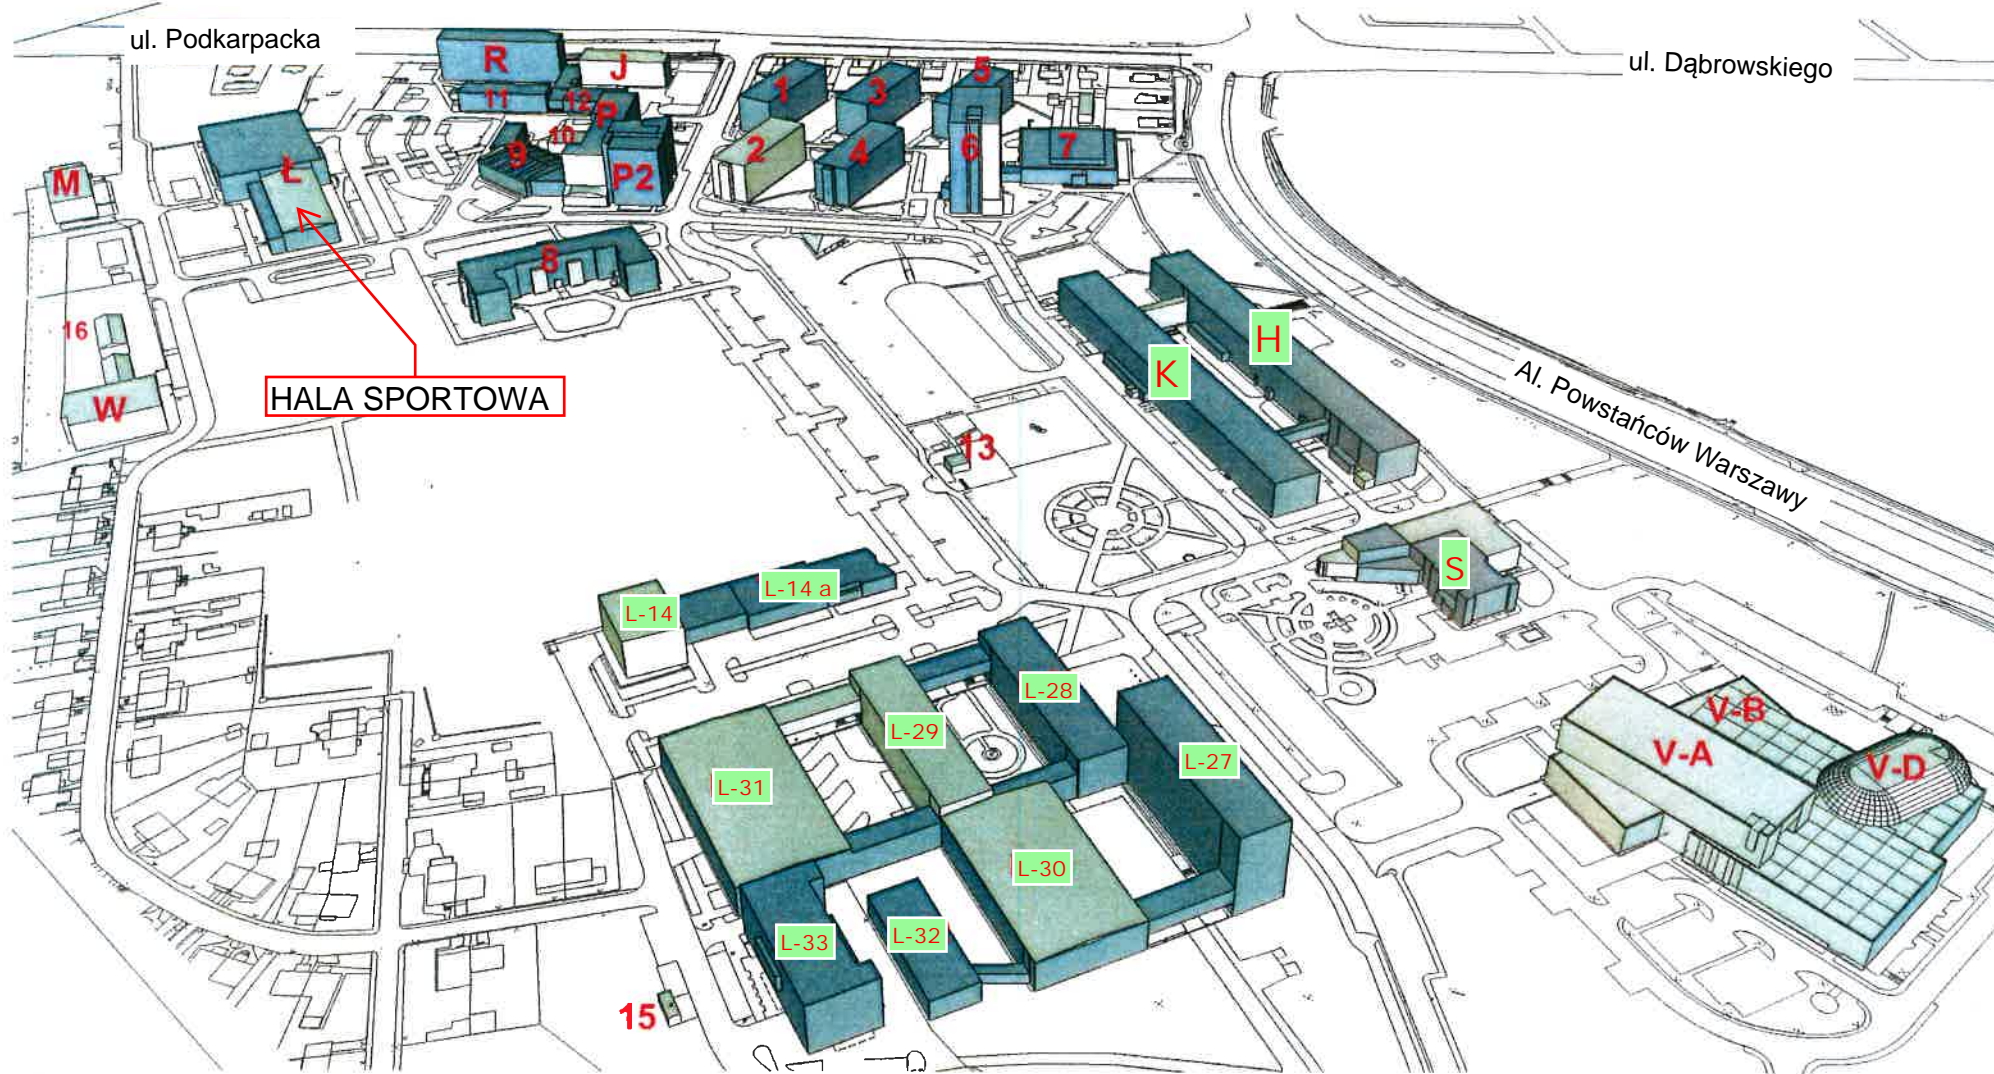 ul. Podkarpacka
ul. Dąbrowskiego
R
J
5
11
12
P
1
3
10
9
2
4
6
7
M
Ł
P2
8
16
HALA SPORTOWA
W
H
K
Al. Powstańców Warszawy
13
S
L-14
L-14 a
L-28
L-29
L-27
L-31
V-B
V-A
V-D
L-30
L-33
L-32
15